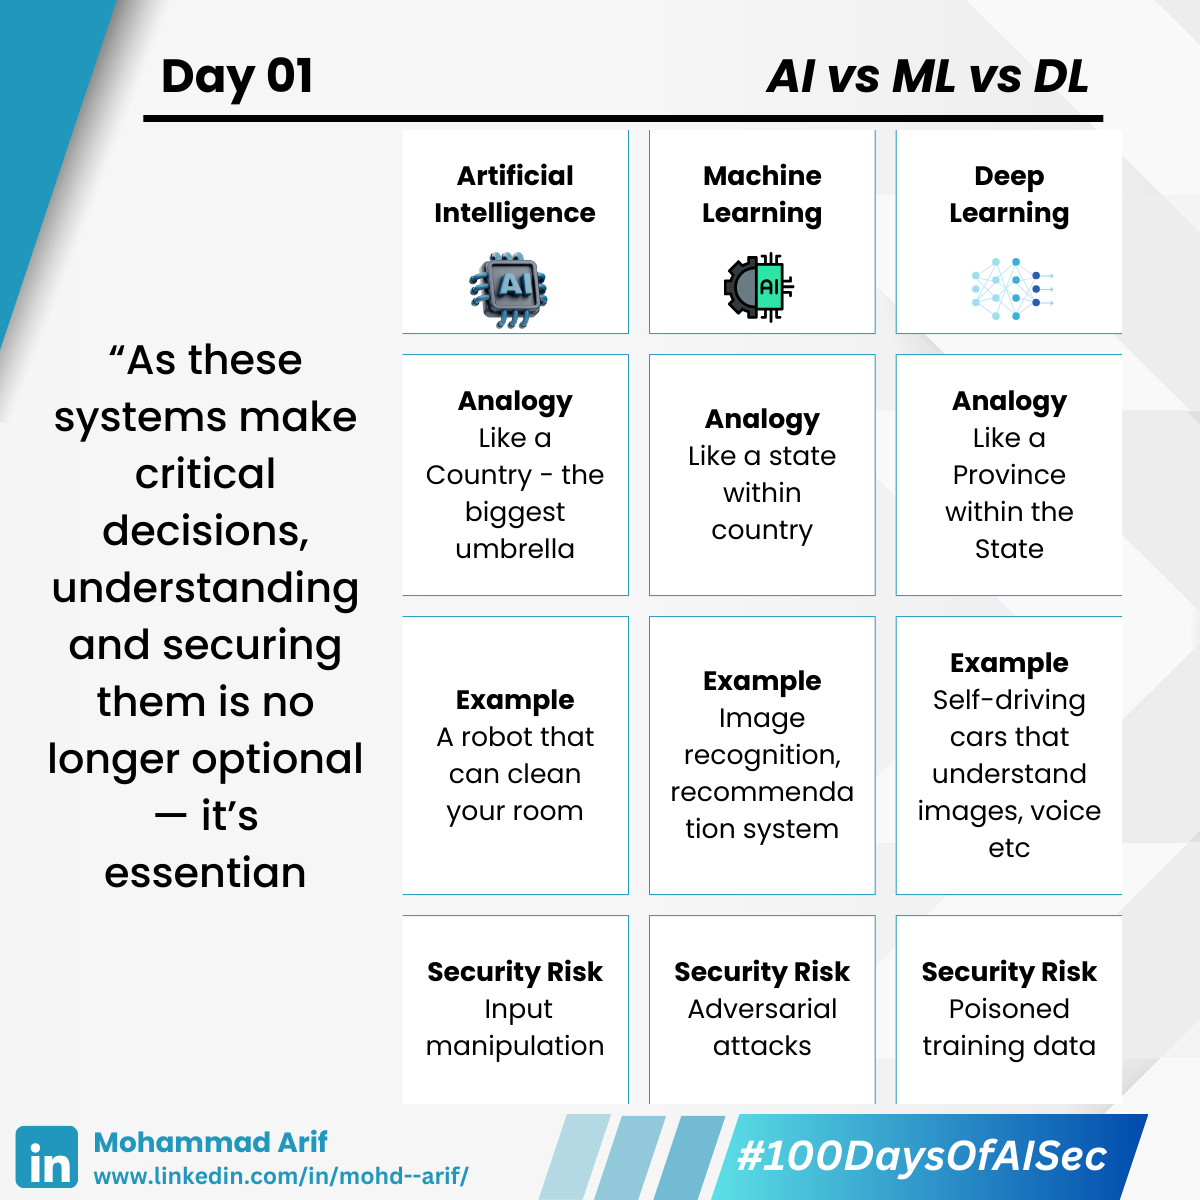 Day 01
AI vs ML vs DL
“As these
systems make
critical
decisions,
understanding
and securing
them is no
longer optional
— it’s
essentian
Artificial
Intelligence
AI
Machine
Learning
AI
Deep
Learning
Analogy
Like a
Country - the
biggest
umbrella
Analogy
Like a state
within
country
Analogy
Like a
Province
within the
State
Example
A robot that
can clean
your room
Example
Image
recognition,
recommenda
tion system
Example
Self-driving
cars that
understand
images, voice
etc
Security Risk
Input
manipulation
Security Risk
Adversarial
attacks
Security Risk
Poisoned
training data
in
Mohammad Arif
www.linkedin.com/in/mohd--arif/
#100DaysOfAISec